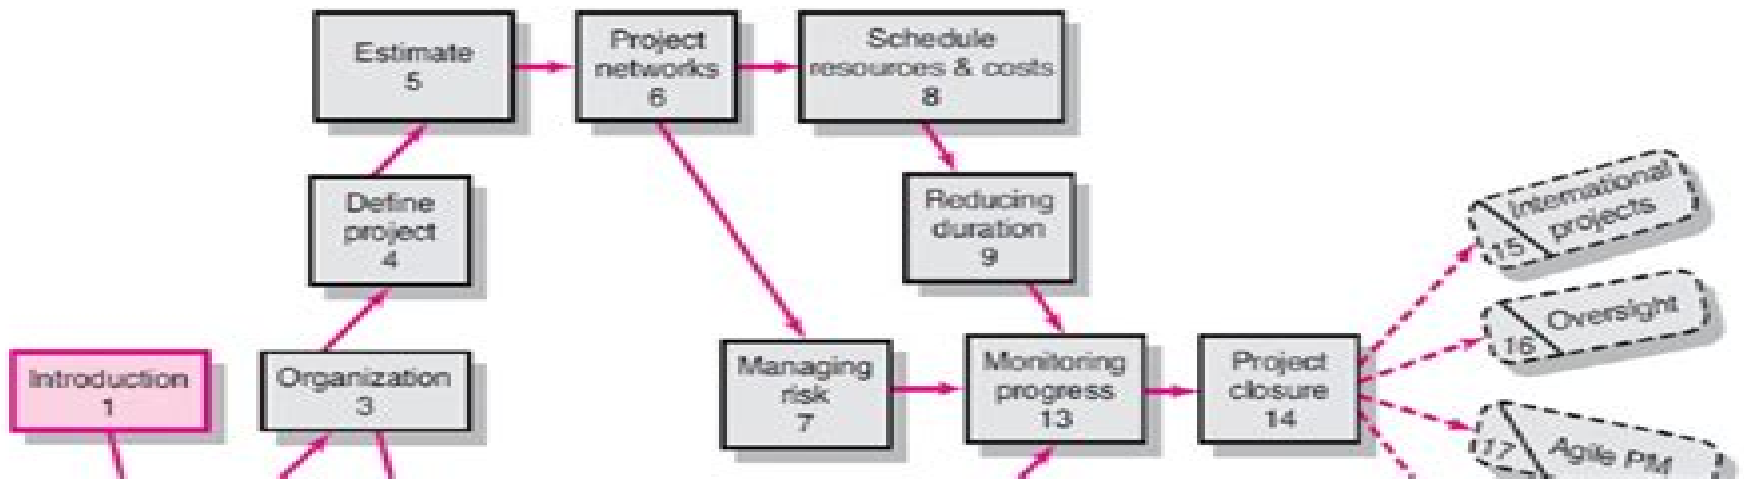 Estimate
5
Project
networks
6
Schedule
resources & costs
8
Define
project
4
Reducing
duration
9
International
projects
15
Oversight
16
Introduction
1
Organization
3
Managing
risk
7
Monitoring
progress
13
Project
closure
14
Agile PM
17